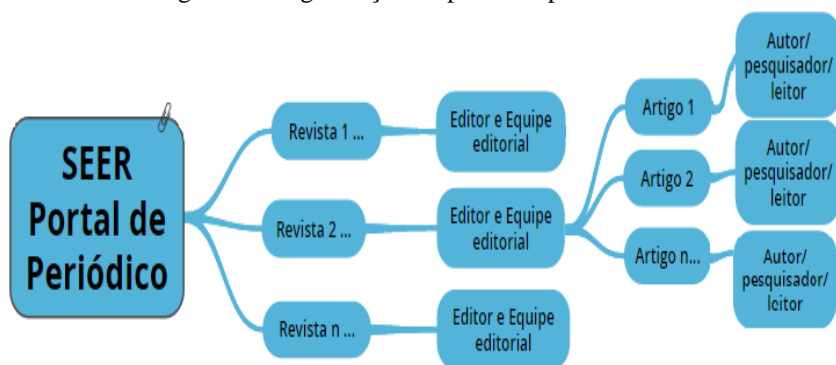 SEER
Portal de
Periódico
Revista 1 ...
Editor e Equipe
editorial
Revista 2 ...
Editor e Equipe
editorial
Revista n ...
Editor e Equipe
editorial
Artigo 1
Autor/
pesquisador/
leitor
Artigo 2
Autor/
pesquisador/
leitor
Artigo n...
Autor/
pesquisador/
leitor